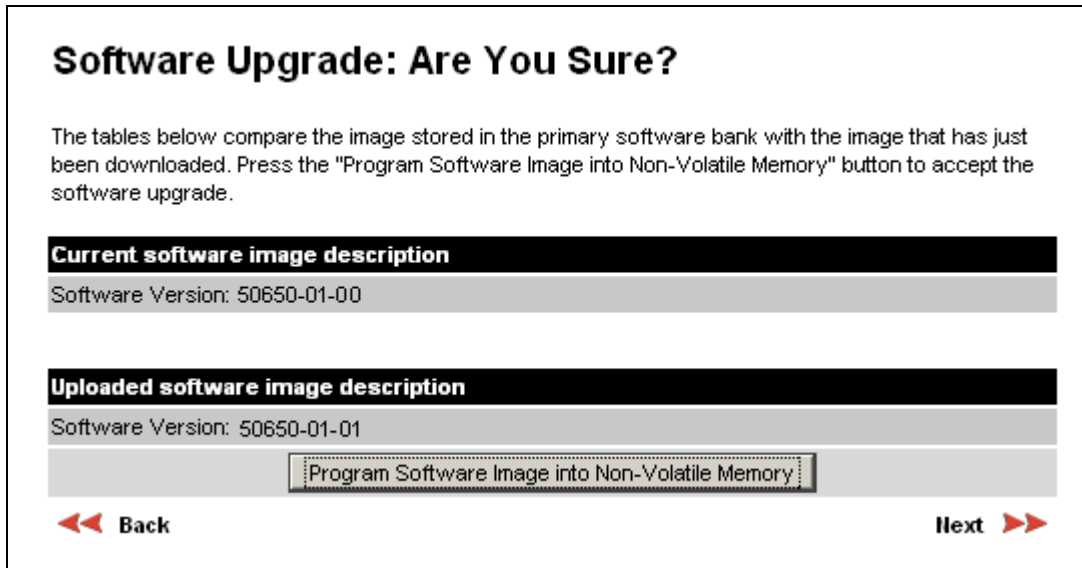 Software Upgrade: Are You Sure?
The tables below compare the image stored in the primary software bank with the image that has just
been downloaded. Press the "Program Software Image into Non-Volatile Memory" button to accept the
software upgrade.
Current software image description
Software Version: 50650-01-00
Uploaded software image description
Software Version: 50650-01-01
Program Software Image into Non-Volatile Memory
Back
Next